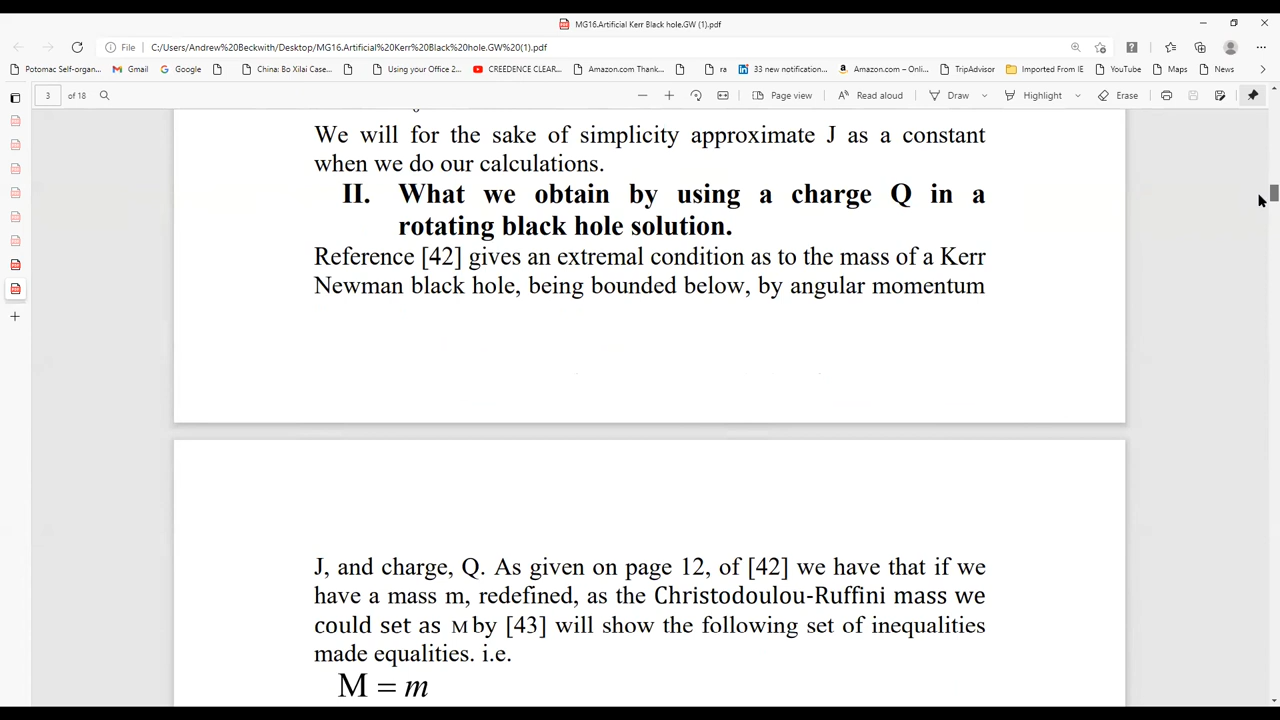 MG16.Artificial Kerr Black hole.GW (1).pdf
File C:/Users/Andrew%20Beckwith/Desktop/MG16.Artificial%20Kerr%20Black%20hole.GW%20(1).pdf
Potomac Self-organ... Gmail Google China: Bo Xilai Case... Using your Office 2... CREEDENCE CLEAR... Amazon.com Thank... ra 33 new notification... Amazon.com – Onli... TripAdvisor Imported From IE YouTube Maps News
3 of 18 Page view Read aloud Draw Highlight Erase
We will for the sake of simplicity approximate J as a constant
when we do our calculations.
II. What we obtain by using a charge Q in a
rotating black hole solution.
Reference [42] gives an extremal condition as to the mass of a Kerr
Newman black hole, being bounded below, by angular momentum
J, and charge, Q. As given on page 12, of [42] we have that if we
have a mass m, redefined, as the Christodoulou-Ruffini mass we
could set as M by [43] will show the following set of inequalities
made equalities. i.e.
M = m